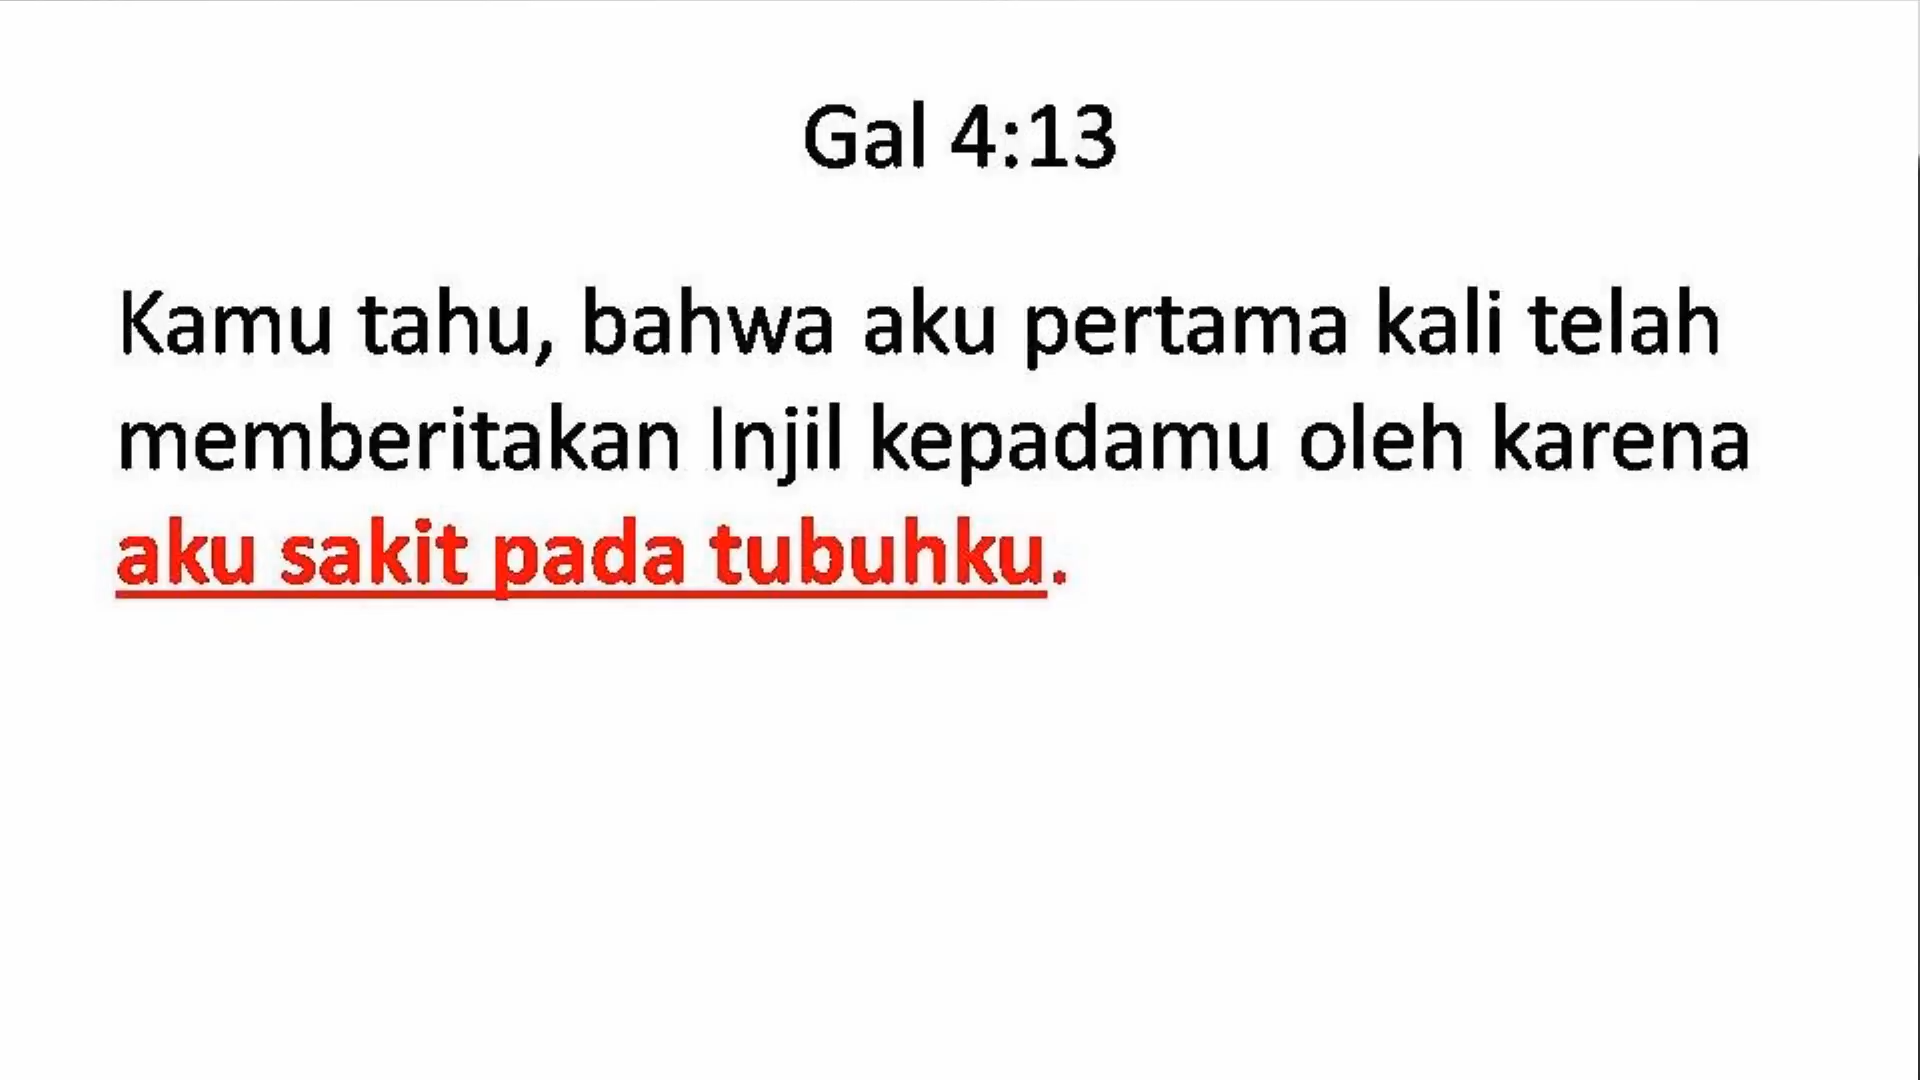 Gal 4:13
Kamu tahu, bahwa aku pertama kali telah
memberitakan Injil kepadamu oleh karena
aku sakit pada tubuhku.